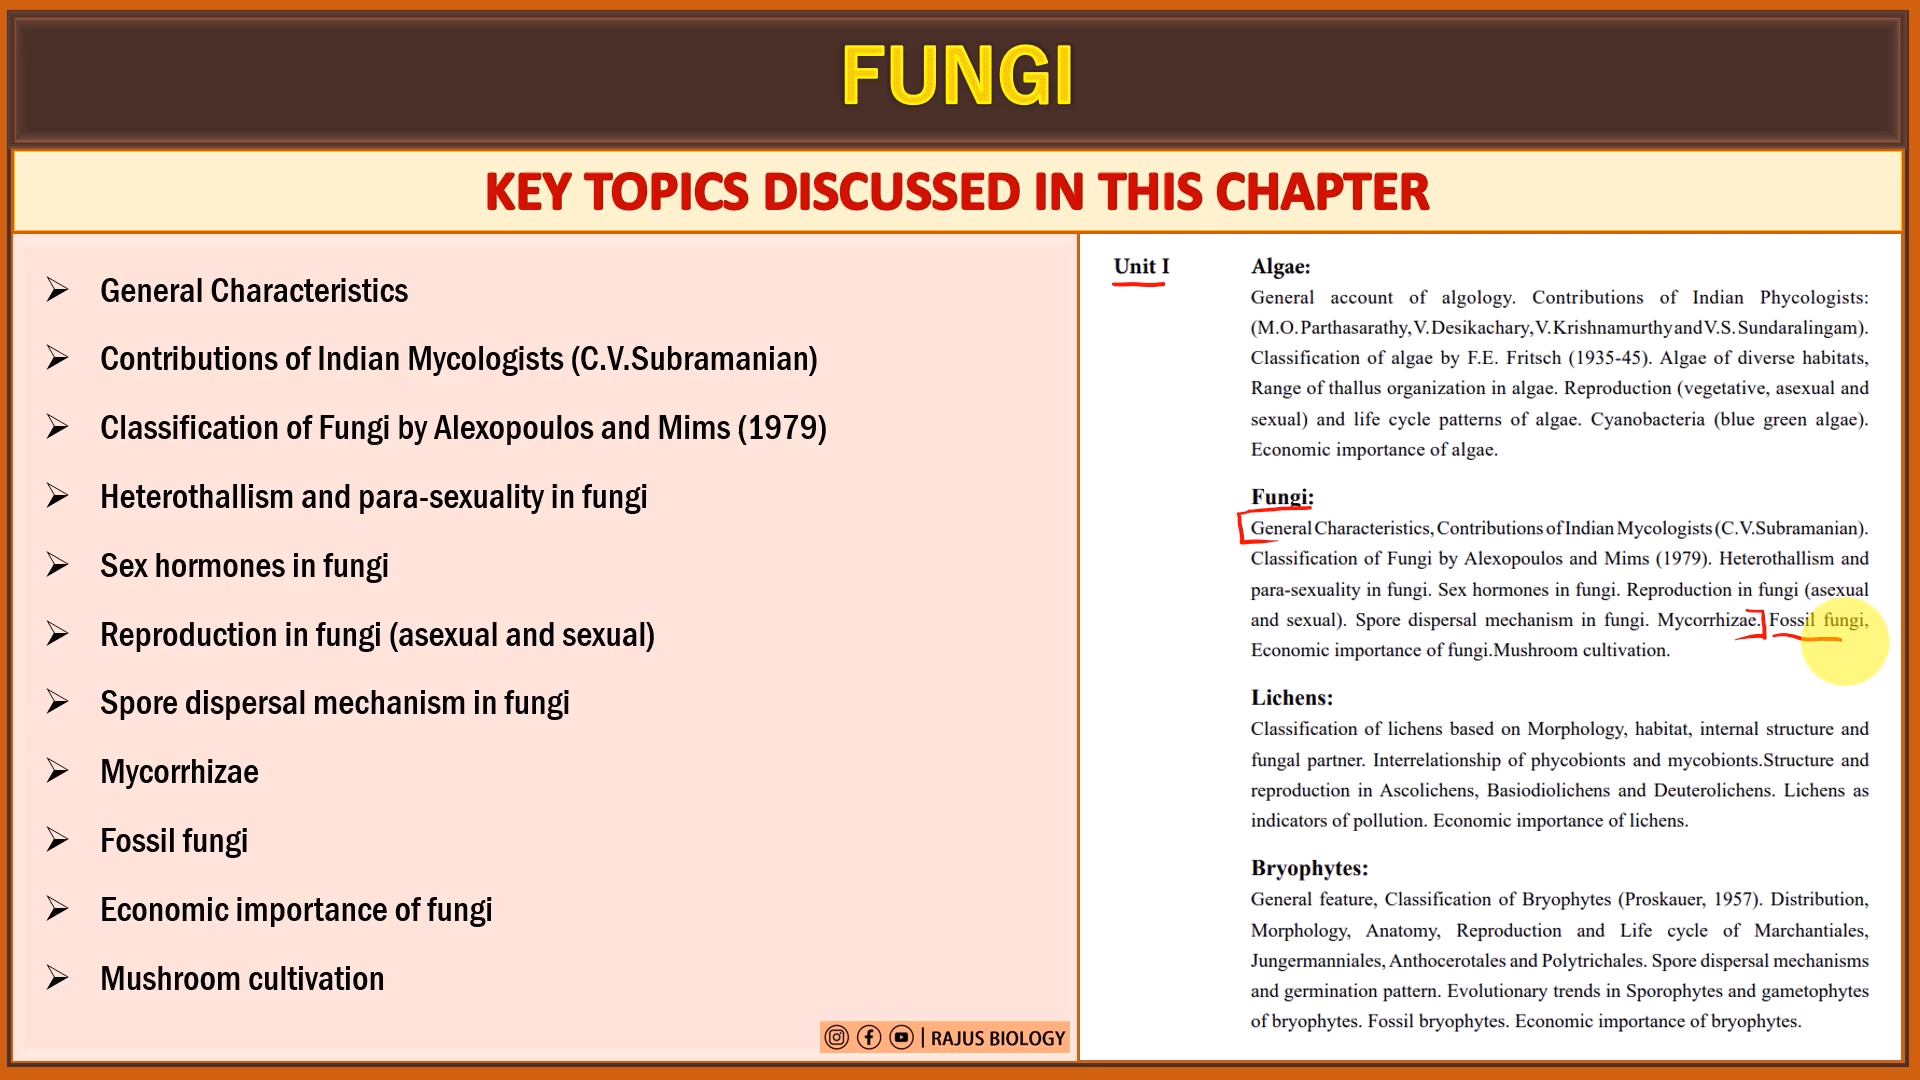 FUNGI
KEY TOPICS DISCUSSED IN THIS CHAPTER
General Characteristics
Contributions of Indian Mycologists (C.V.Subramanian)
Classification of Fungi by Alexopoulos and Mims (1979)
Heterothallism and para-sexuality in fungi
Sex hormones in fungi
Reproduction in fungi (asexual and sexual)
Spore dispersal mechanism in fungi
Mycorrhizae
Fossil fungi
Economic importance of fungi
Mushroom cultivation
| RAJUS BIOLOGY
Unit I
Algae:
General account of algology. Contributions of Indian Phycologists:
(M.O. Parthasarathy, V. Desikachary, V. Krishnamurthy and V.S. Sundaralingam).
Classification of algae by F.E. Fritsch (1935-45). Algae of diverse habitats,
Range of thallus organization in algae. Reproduction (vegetative, asexual and
sexual) and life cycle patterns of algae. Cyanobacteria (blue green algae).
Economic importance of algae.
Fungi:
General Characteristics, Contributions of Indian Mycologists (C.V.Subramanian).
Classification of Fungi by Alexopoulos and Mims (1979). Heterothallism and
para-sexuality in fungi. Sex hormones in fungi. Reproduction in fungi (asexual
and sexual). Spore dispersal mechanism in fungi. Mycorrhizae. Fossil fungi,
Economic importance of fungi.Mushroom cultivation.
Lichens:
Classification of lichens based on Morphology, habitat, internal structure and
fungal partner. Interrelationship of phycobionts and mycobionts.Structure and
reproduction in Ascolichens, Basiodiolichens and Deuterolichens. Lichens as
indicators of pollution. Economic importance of lichens.
Bryophytes:
General feature, Classification of Bryophytes (Proskauer, 1957). Distribution,
Morphology, Anatomy, Reproduction and Life cycle of Marchantiales,
Jungermanniales, Anthocerotales and Polytrichales. Spore dispersal mechanisms
and germination pattern. Evolutionary trends in Sporophytes and gametophytes
of bryophytes. Fossil bryophytes. Economic importance of bryophytes.